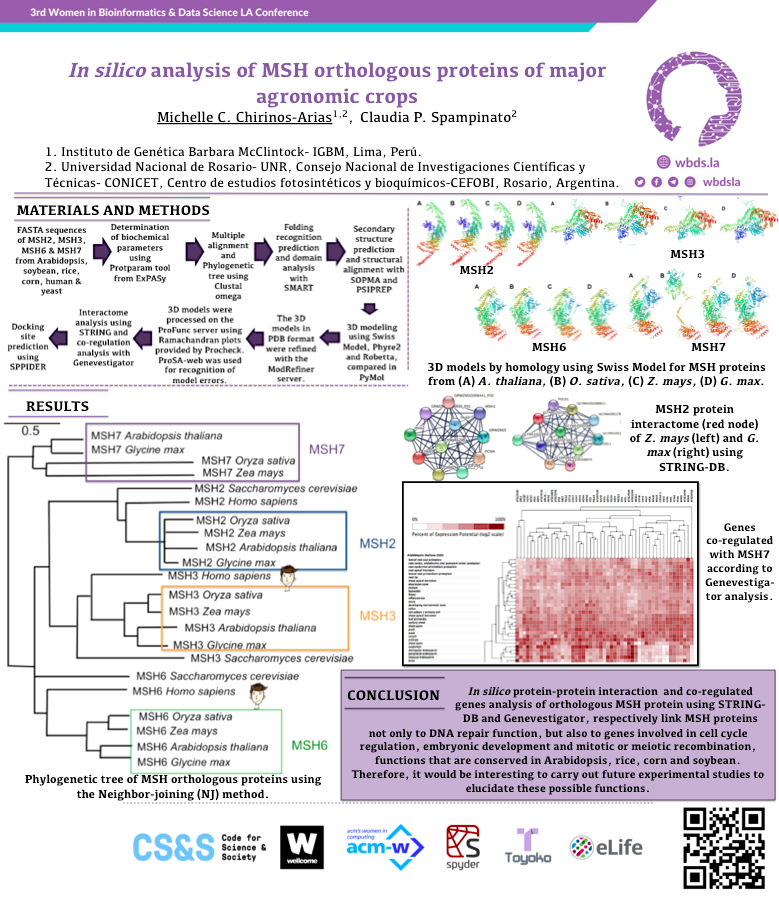 3rd Women in Bioinformatics & Data Science LA Conference
In silico analysis of MSH orthologous proteins of major
agronomic crops
Michelle C. Chirinos-Arias1,2, Claudia P. Spampinato2
1. Instituto de Genética Barbara McClintock- IGBM, Lima, Perú.
2. Universidad Nacional de Rosario- UNR, Consejo Nacional de Investigaciones Científicas y
Técnicas- CONICET, Centro de estudios fotosintéticos y bioquímicos-CEFOBI, Rosario, Argentina.
wbds.la
wbdsla
MATERIALS AND METHODS
FASTA sequences
of MSH2, MSH3,
MSH6 & MSH7
from Arabidopsis,
soybean, rice,
corn, human &
yeast
Determination
of biochemical
parameters
using
Protparam tool
from ExPASy
Multiple
alignment
and
Phylogenetic
tree using
Clustal
omega
Folding
recognition
prediction
and domain
analysis
with
SMART
Secondary
structure
prediction
and structural
alignment with
SOPMA and
PSIPREP
3D modeling
using Swiss
Model, Phyre2
and Robetta,
compared in
PyMol
The 3D
models in
PDB format
were refined
with the
ModRefiner
server.
3D models were
processed on the
ProFunc server using
Ramachandran plots
provided by Procheck.
ProSA-web was used
for recognition of
model errors.
Interactome
analysis using
STRING and
co-regulation
analysis with
Genevestigator
Docking
site
prediction
using
SPPIDER
A B C D
MSH2
A B C D
MSH3
A B C D
MSH6
A B C D
MSH7
3D models by homology using Swiss Model for MSH proteins
from (A) A. thaliana, (B) O. sativa, (C) Z. mays, (D) G. max.
RESULTS
0.5
MSH7 Arabidopsis thaliana
MSH7 Glycine max
MSH7 Oryza sativa
MSH7 Zea mays
MSH7
MSH2 Saccharomyces cerevisiae
MSH2 Homo sapiens
MSH2 Oryza sativa
MSH2 Zea mays
MSH2 Arabidopsis thaliana
MSH2 Glycine max
MSH2
MSH3 Homo sapiens
MSH3 Oryza sativa
MSH3 Zea mays
MSH3 Arabidopsis thaliana
MSH3 Glycine max
MSH3
MSH3 Saccharomyces cerevisiae
MSH6 Saccharomyces cerevisiae
MSH6 Homo sapiens
MSH6 Oryza sativa
MSH6 Zea mays
MSH6 Arabidopsis thaliana
MSH6 Glycine max
MSH6
Phylogenetic tree of MSH orthologous proteins using
the Neighbor-joining (NJ) method.
MSH2 protein
interactome (red node)
of Z. mays (left) and G.
max (right) using
STRING-DB.
0%
100%
Percent of Expression Potential (log2 scale)
Genes
co-regulated
with MSH7
according to
Genevestiga-
tor analysis.
CONCLUSION
In silico protein-protein interaction and co-regulated
genes analysis of orthologous MSH protein using STRING-
DB and Genevestigator, respectively link MSH proteins
not only to DNA repair function, but also to genes involved in cell cycle
regulation, embryonic development and mitotic or meiotic recombination,
functions that are conserved in Arabidopsis, rice, corn and soybean.
Therefore, it would be interesting to carry out future experimental studies to
elucidate these possible functions.
CS&S
Code for
Science &
Society
W
wellcome
acm's women in
computing
acm-w
spyder
Toyoko
eLife